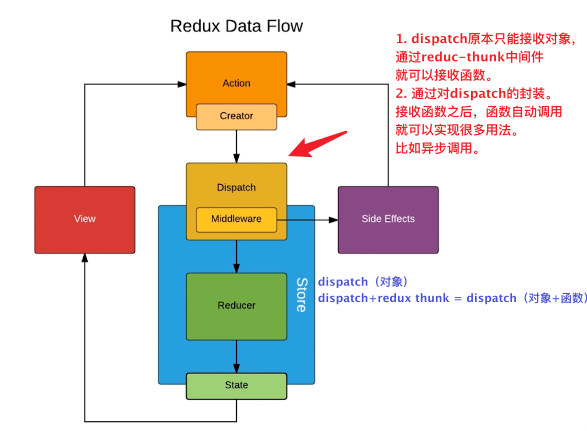 Redux Data Flow
1. dispatch原本只能接收对象，
通过reduc-thunk中间件
就可以接收函数。
2. 通过对dispatch的封装。
接收函数之后，函数自动调用
就可以实现很多用法。
比如异步调用。
Action
Creator
Dispatch
Middleware
View
Side Effects
Store
dispatch（对象）
dispatch+redux thunk = dispatch（对象+函数）
Reducer
State